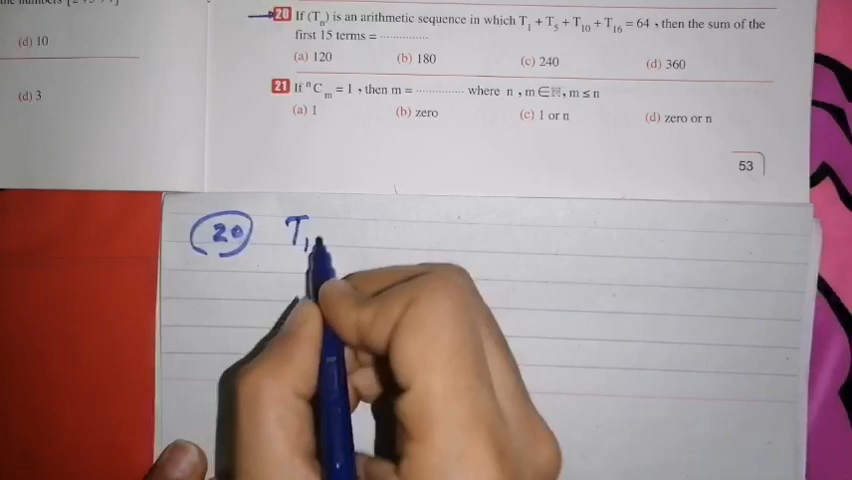 (d) 10
(d) 3
20 If (Tₙ) is an arithmetic sequence in which T₁ + T₅ + T₁₀ + T₁₆ = 64 , then the sum of the
first 15 terms = ..............
(a) 120 (b) 180 (c) 240 (d) 360
21 If ⁿCₘ = 1 , then m = .............. where n , m ∈ ℕ , m ≤ n
(a) 1 (b) zero (c) 1 or n (d) zero or n
53
20 T₁